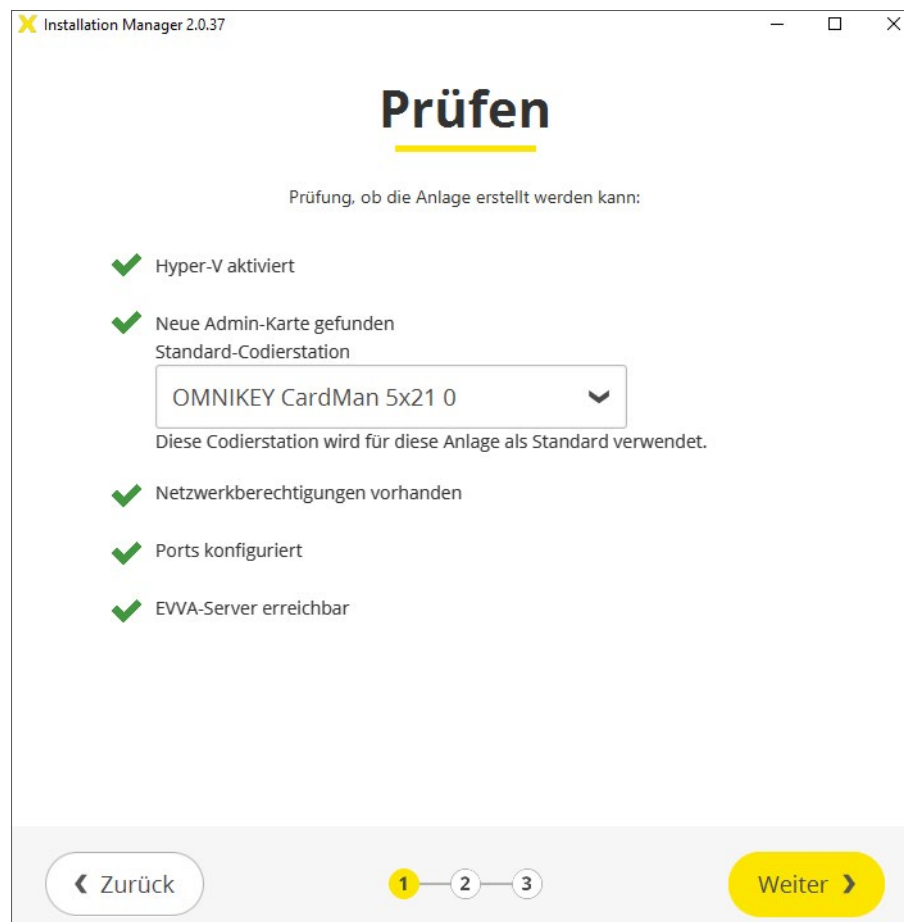 Installation Manager 2.0.37
Prüfen
Prüfung, ob die Anlage erstellt werden kann:
Hyper-V aktiviert
Neue Admin-Karte gefunden
Standard-Codierstation
OMNIKEY CardMan 5x21 0
Diese Codierstation wird für diese Anlage als Standard verwendet.
Netzwerkberechtigungen vorhanden
Ports konfiguriert
EVVA-Server erreichbar
Zurück
1 2 3
Weiter